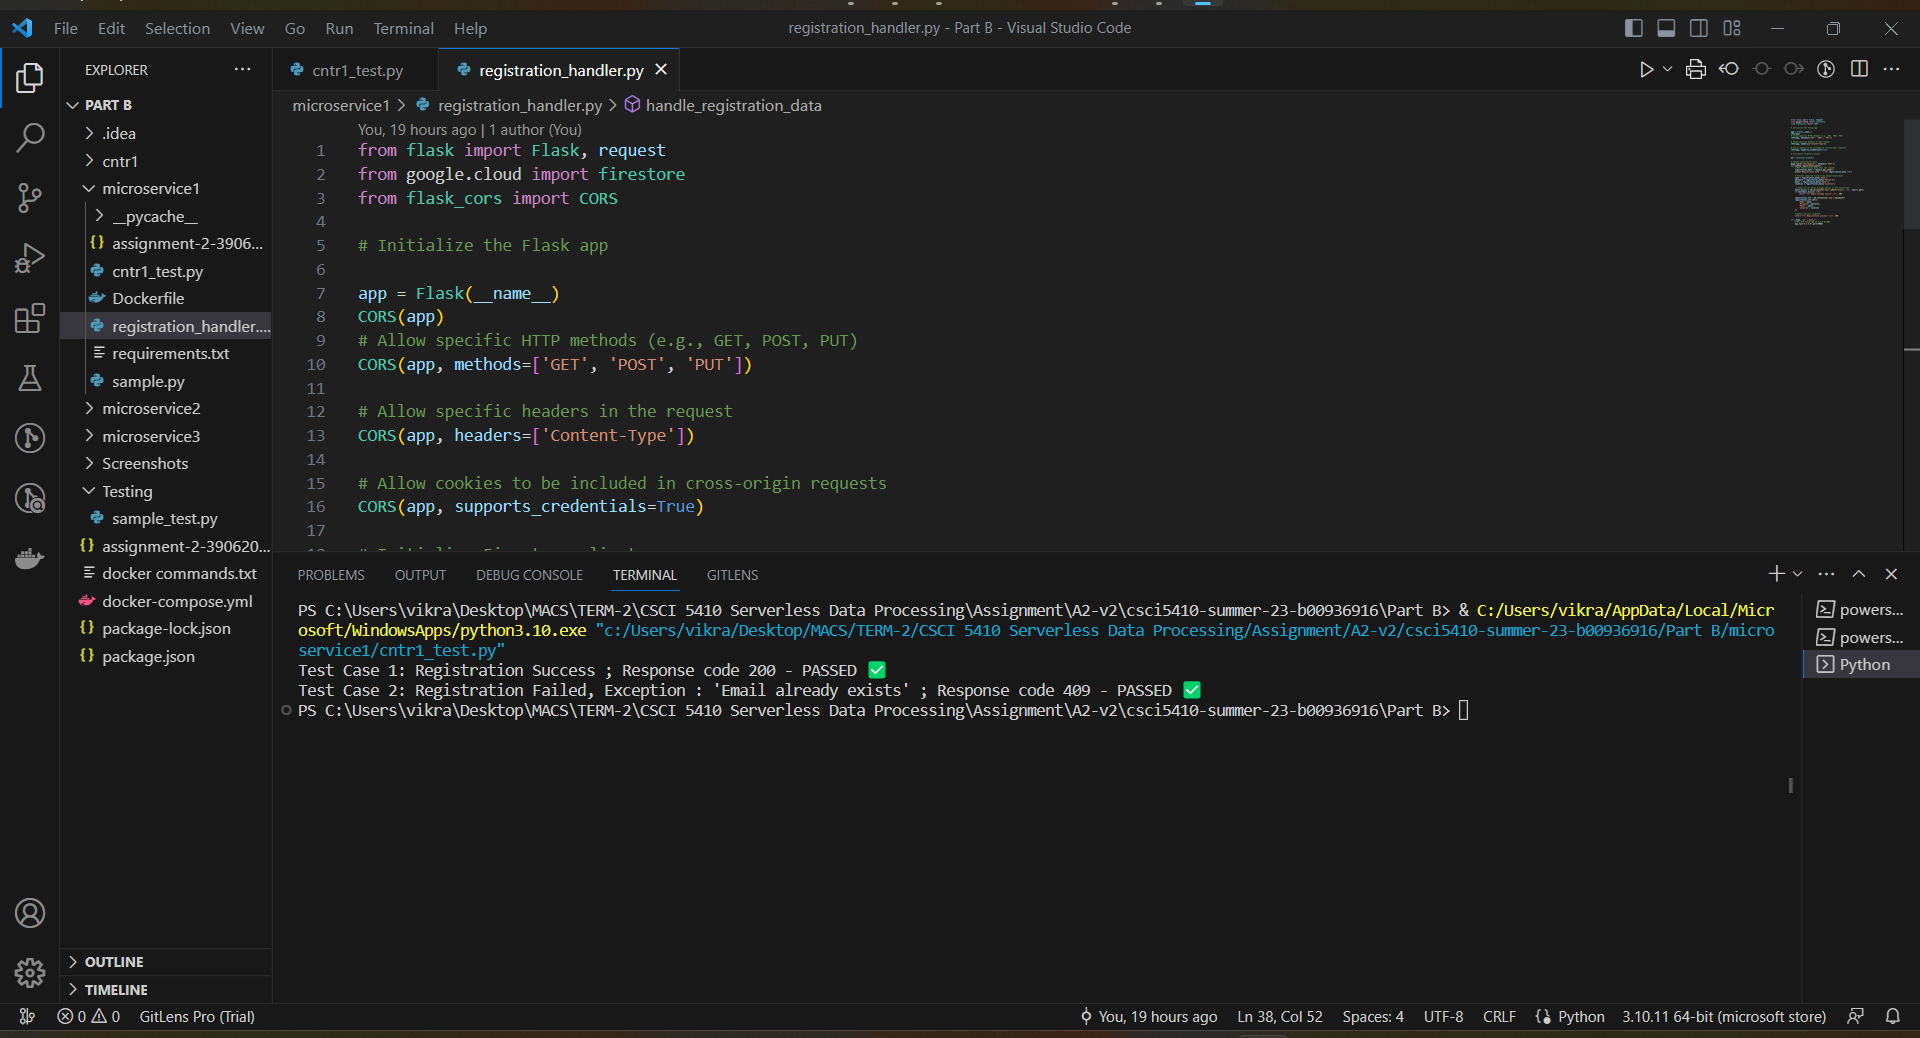 File Edit Selection View Go Run Terminal Help
registration_handler.py - Part B - Visual Studio Code
EXPLORER
PART B
.idea
cntr1
microservice1
__pycache__
assignment-2-3906...
cntr1_test.py
Dockerfile
registration_handler....
requirements.txt
sample.py
microservice2
microservice3
Screenshots
Testing
sample_test.py
assignment-2-390620...
docker commands.txt
docker-compose.yml
package-lock.json
package.json
OUTLINE
TIMELINE
cntr1_test.py
registration_handler.py
microservice1 > registration_handler.py > handle_registration_data
You, 19 hours ago | 1 author (You)
1 from flask import Flask, request
2 from google.cloud import firestore
3 from flask_cors import CORS
4
5 # Initialize the Flask app
6
7 app = Flask(__name__)
8 CORS(app)
9 # Allow specific HTTP methods (e.g., GET, POST, PUT)
10 CORS(app, methods=['GET', 'POST', 'PUT'])
11
12 # Allow specific headers in the request
13 CORS(app, headers=['Content-Type'])
14
15 # Allow cookies to be included in cross-origin requests
16 CORS(app, supports_credentials=True)
17
PROBLEMS OUTPUT DEBUG CONSOLE TERMINAL GITLENS
PS C:\Users\vikra\Desktop\MACS\TERM-2\CSCI 5410 Serverless Data Processing\Assignment\A2-v2\csci5410-summer-23-b00936916\Part B> & C:/Users/vikra/AppData/Local/Micr
osoft/WindowsApps/python3.10.exe "c:/Users/vikra/Desktop/MACS/TERM-2/CSCI 5410 Serverless Data Processing/Assignment/A2-v2/csci5410-summer-23-b00936916/Part B/micro
service1/cntr1_test.py"
Test Case 1: Registration Success ; Response code 200 - PASSED ✅
Test Case 2: Registration Failed, Exception : 'Email already exists' ; Response code 409 - PASSED ✅
PS C:\Users\vikra\Desktop\MACS\TERM-2\CSCI 5410 Serverless Data Processing\Assignment\A2-v2\csci5410-summer-23-b00936916\Part B>
powers...
powers...
Python
0 0 GitLens Pro (Trial)
You, 19 hours ago Ln 38, Col 52 Spaces: 4 UTF-8 CRLF Python 3.10.11 64-bit (microsoft store)